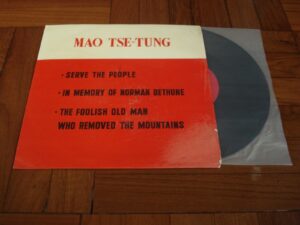 MAO TSE-TUNG
• SERVE THE PEOPLE
• IN MEMORY OF NORMAN BETHUNE
• THE FOOLISH OLD MAN
WHO REMOVED THE MOUNTAINS